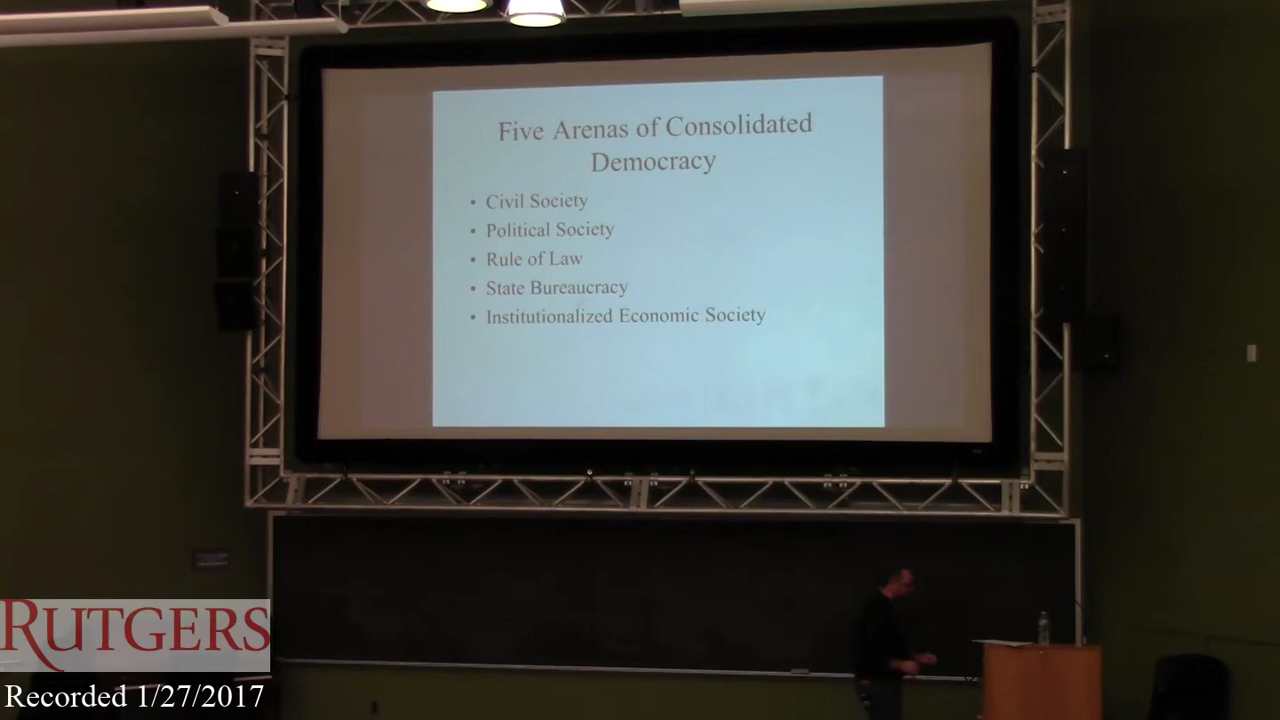 Five Arenas of Consolidated
Democracy
• Civil Society
• Political Society
• Rule of Law
• State Bureaucracy
• Institutionalized Economic Society
RUTGERS
Recorded 1/27/2017